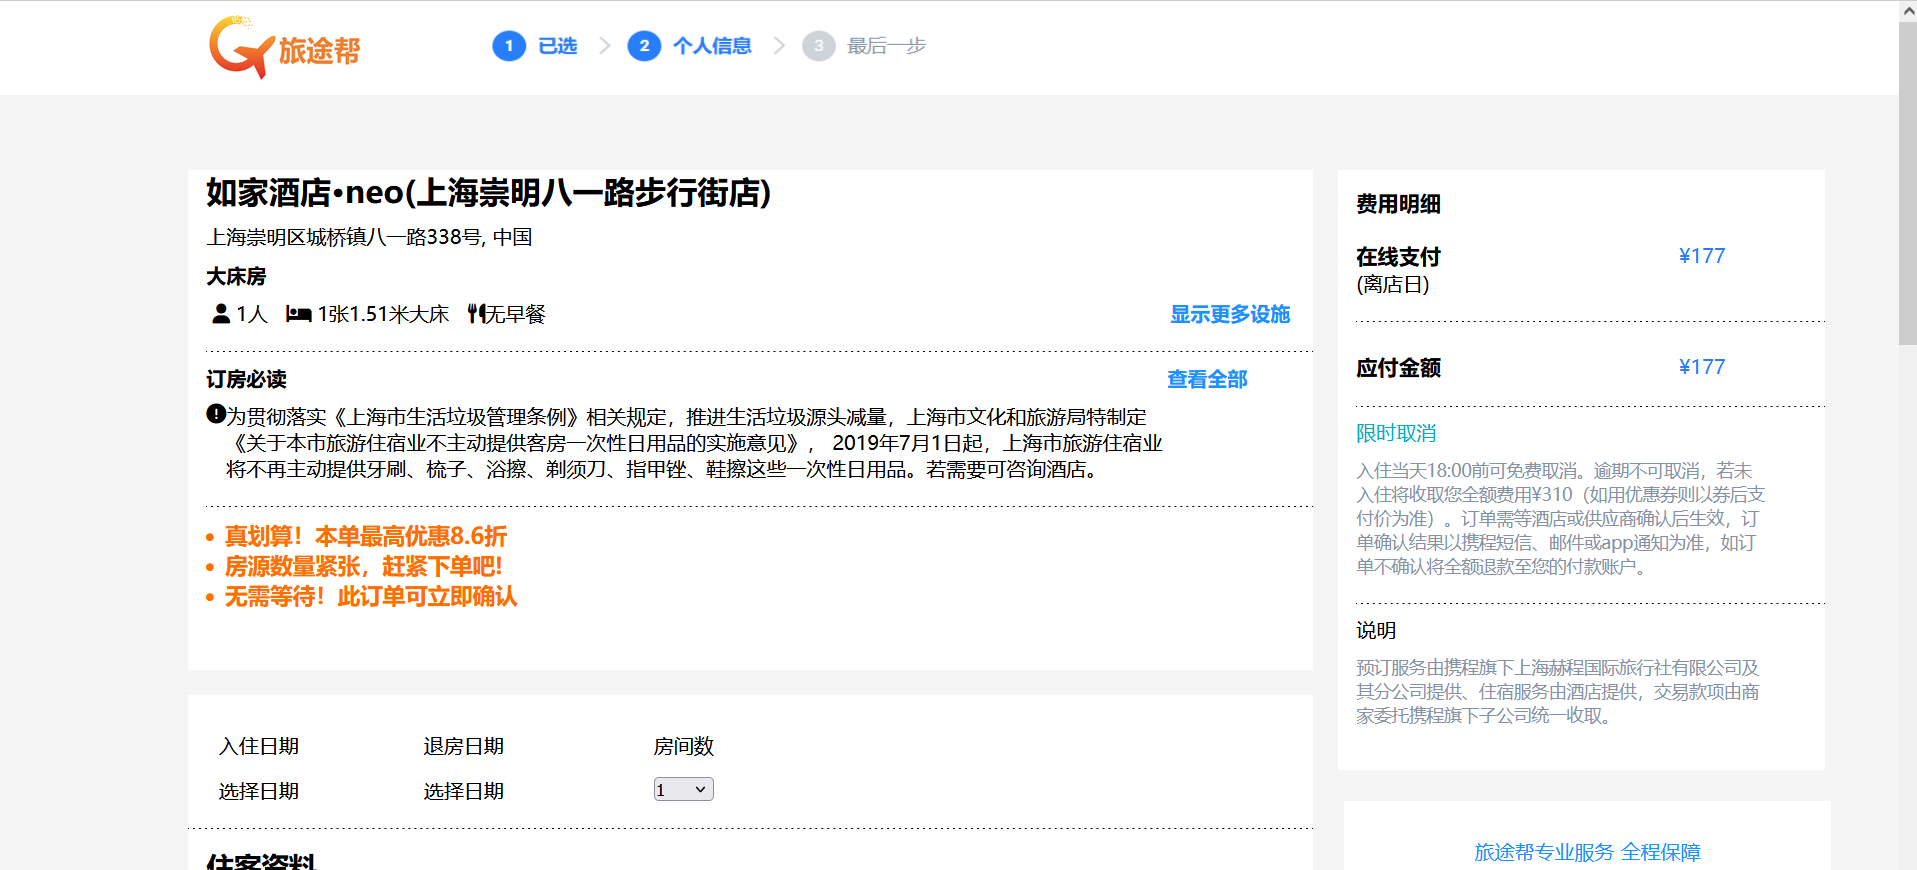 旅途帮
1 已选 2 个人信息 3 最后一步
如家酒店•neo(上海崇明八一路步行街店)
上海崇明区城桥镇八一路338号, 中国
大床房
1人 1张1.51米大床 无早餐 显示更多设施
订房必读 查看全部
为贯彻落实《上海市生活垃圾管理条例》相关规定，推进生活垃圾源头减量，上海市文化和旅游局特制定
《关于本市旅游住宿业不主动提供客房一次性日用品的实施意见》， 2019年7月1日起，上海市旅游住宿业
将不再主动提供牙刷、梳子、浴擦、剃须刀、指甲锉、鞋擦这些一次性日用品。若需要可咨询酒店。
• 真划算！本单最高优惠8.6折
• 房源数量紧张，赶紧下单吧!
• 无需等待！此订单可立即确认
入住日期 退房日期 房间数
选择日期 选择日期 1
住客资料
费用明细
在线支付 ¥177
(离店日)
应付金额 ¥177
限时取消
入住当天18:00前可免费取消。逾期不可取消，若未
入住将收取您全额费用¥310（如用优惠券则以券后支
付价为准）。订单需等酒店或供应商确认后生效，订
单确认结果以携程短信、邮件或app通知为准，如订
单不确认将全额退款至您的付款账户。
说明
预订服务由携程旗下上海赫程国际旅行社有限公司及
其分公司提供、住宿服务由酒店提供，交易款项由商
家委托携程旗下子公司统一收取。
旅途帮专业服务 全程保障